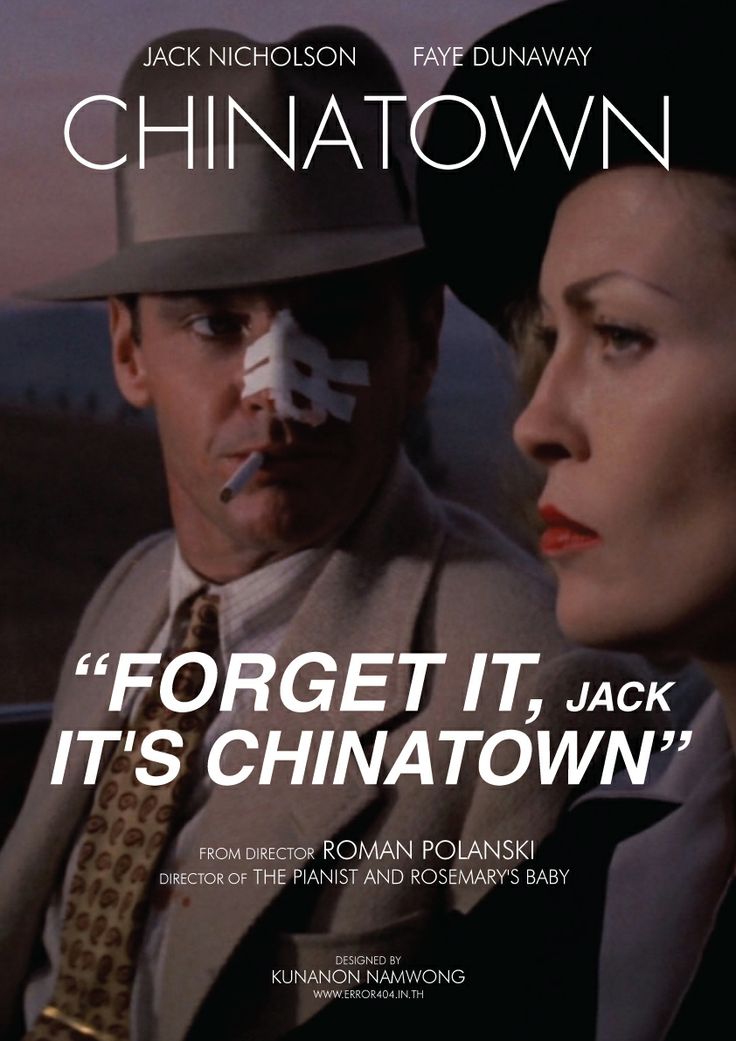 JACK NICHOLSON FAYE DUNAWAY
CHINATOWN
“FORGET IT, JACK
IT'S CHINATOWN”
FROM DIRECTOR ROMAN POLANSKI
DIRECTOR OF THE PIANIST AND ROSEMARY'S BABY
DESIGNED BY
KUNANON NAMWONG
WWW.ERROR404.IN.TH